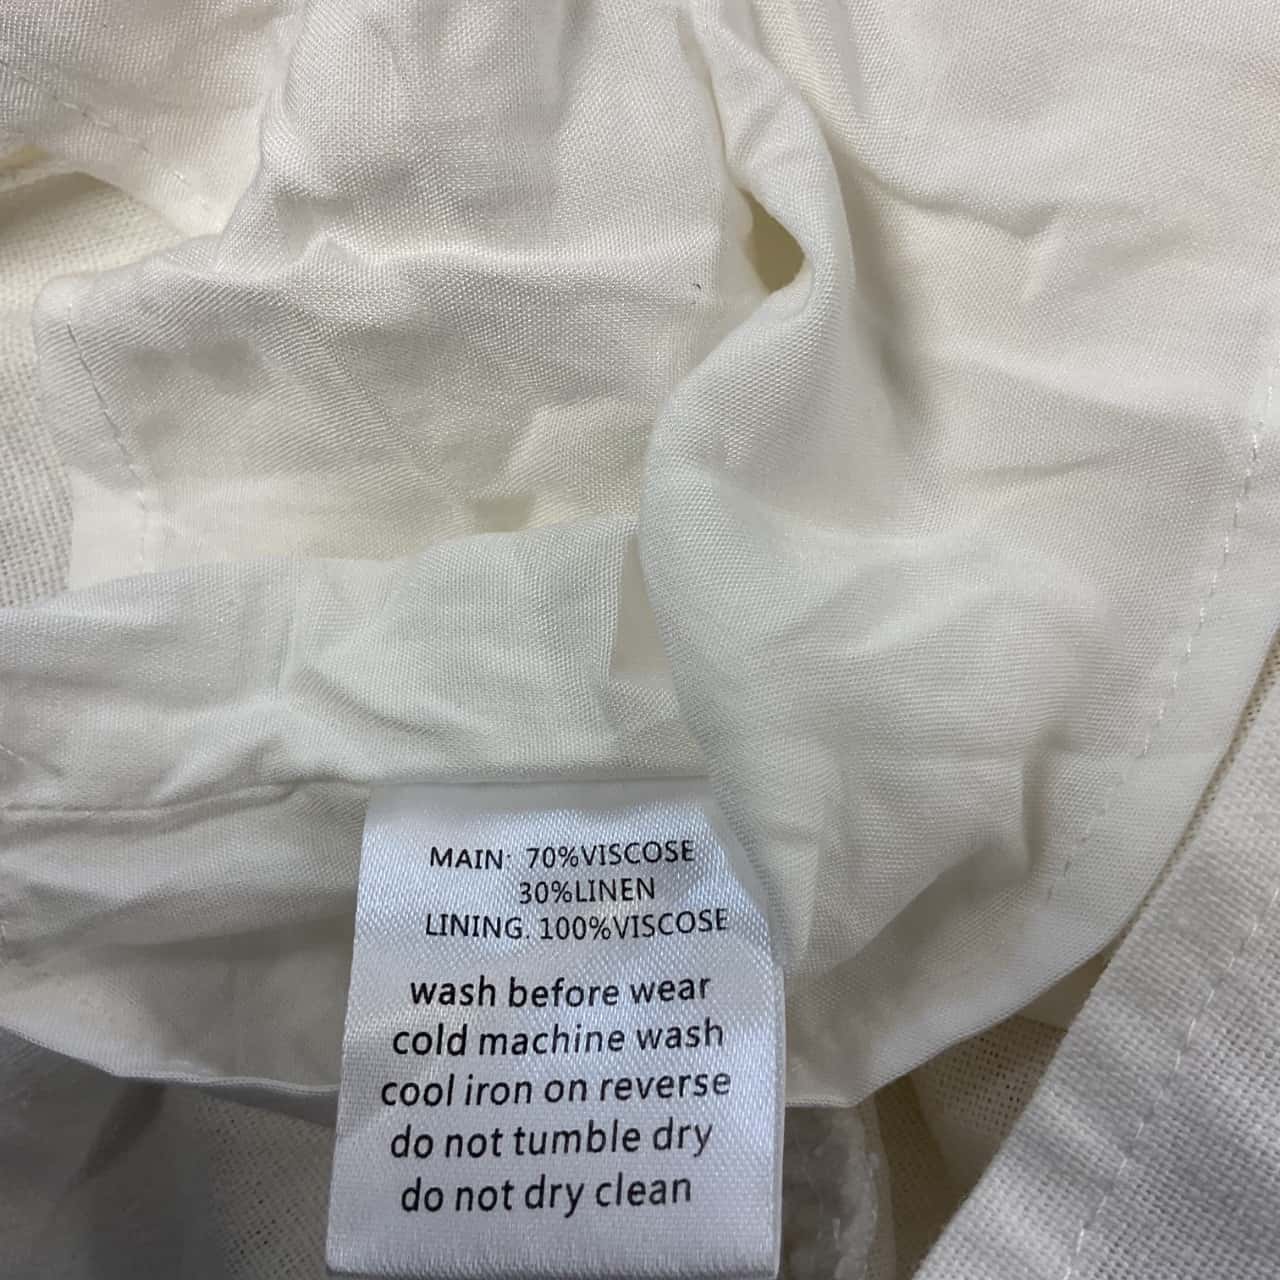 MAIN: 70%VISCOSE
30%LINEN
LINING. 100%VISCOSE
wash before wear
cold machine wash
cool iron on reverse
do not tumble dry
do not dry clean